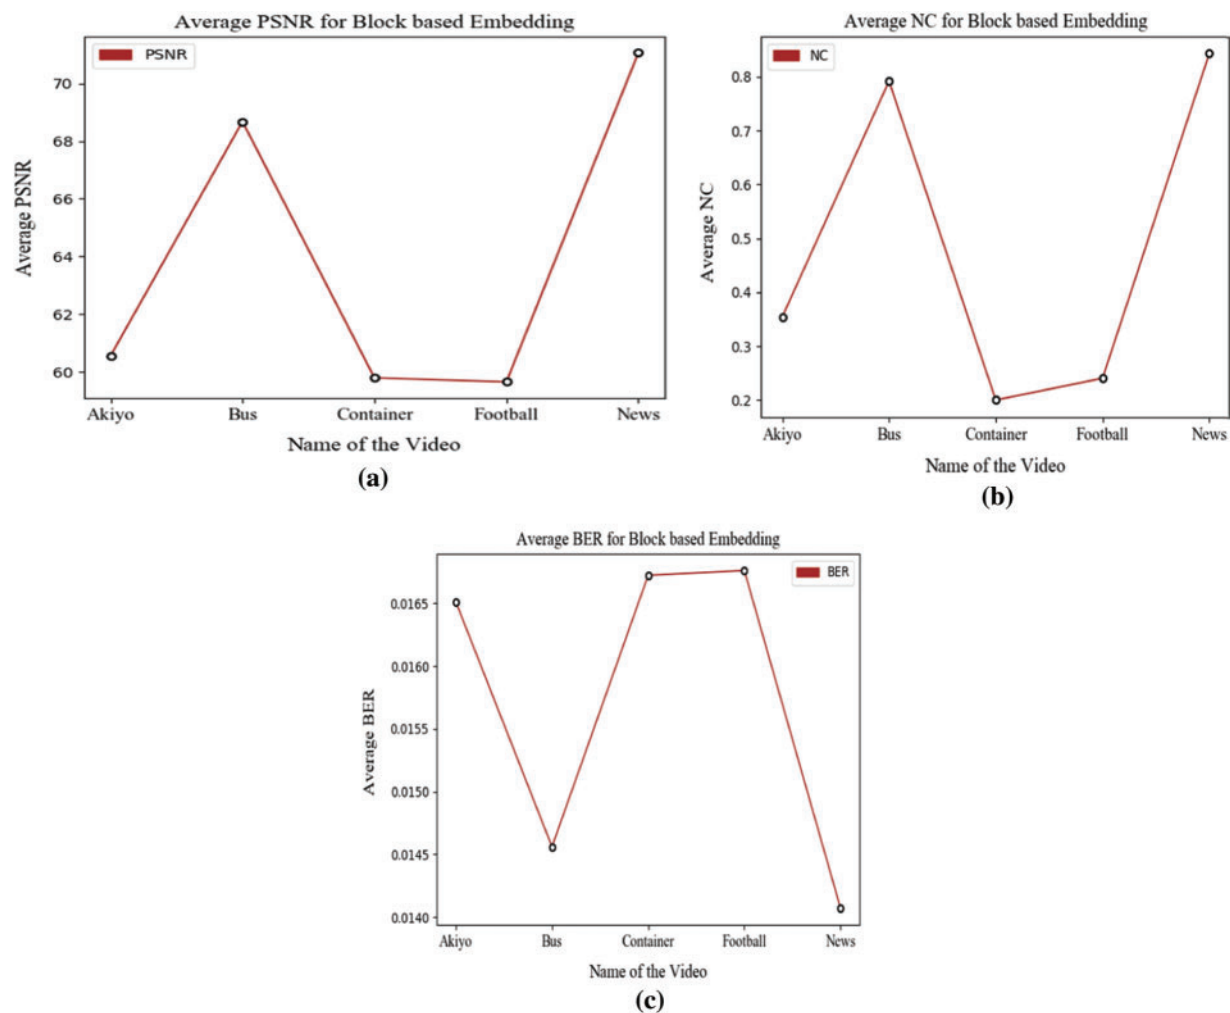 Average PSNR for Block based Embedding
PSNR
70
68
66
64
62
60
Average PSNR
Akiyo Bus Container Football News
Name of the Video
(a)
Average NC for Block based Embedding
NC
0.8
0.7
0.6
0.5
0.4
0.3
0.2
Average NC
Akiyo Bus Container Football News
Name of the Video
(b)
Average BER for Block based Embedding
BER
0.0165
0.0160
0.0155
0.0150
0.0145
0.0140
Average BER
Akiyo Bus Container Football News
Name of the Video
(c)